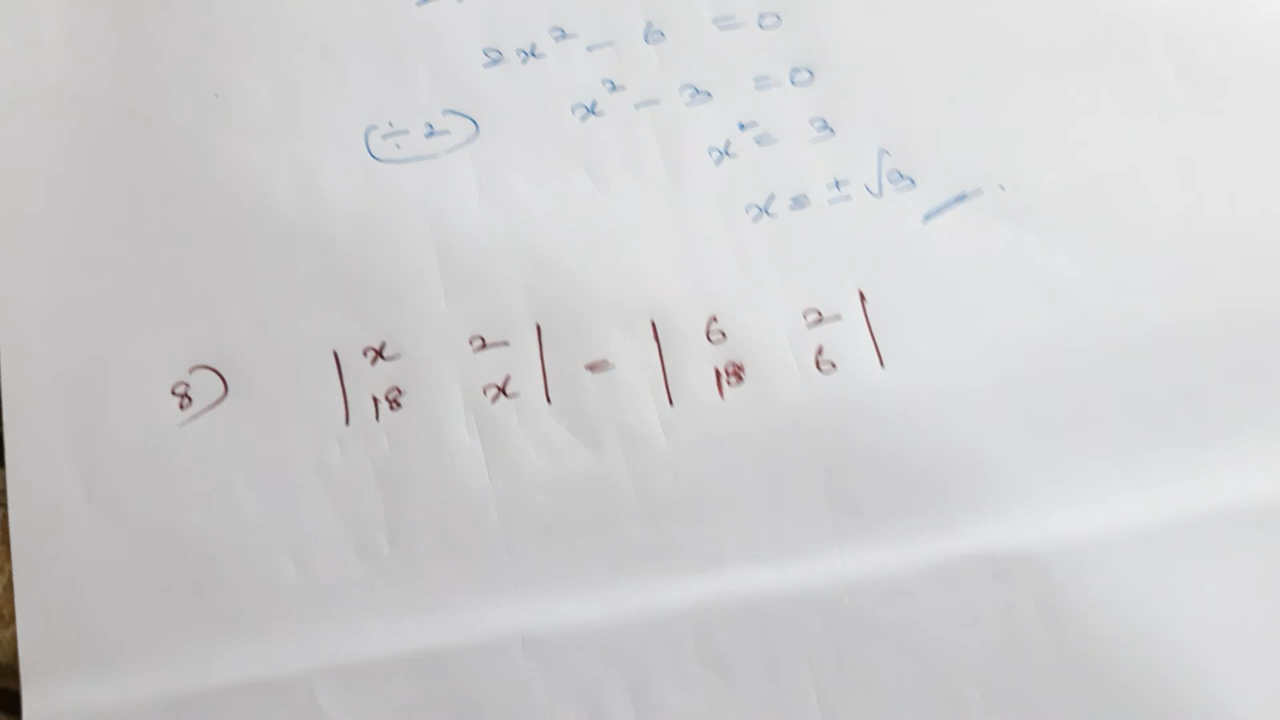 2x² - 6 = 0
(÷2) x² - 3 = 0
x² = 3
x = ± √3
8) | x 2 | = | 6 2 |
| 18 x | | 18 6 |